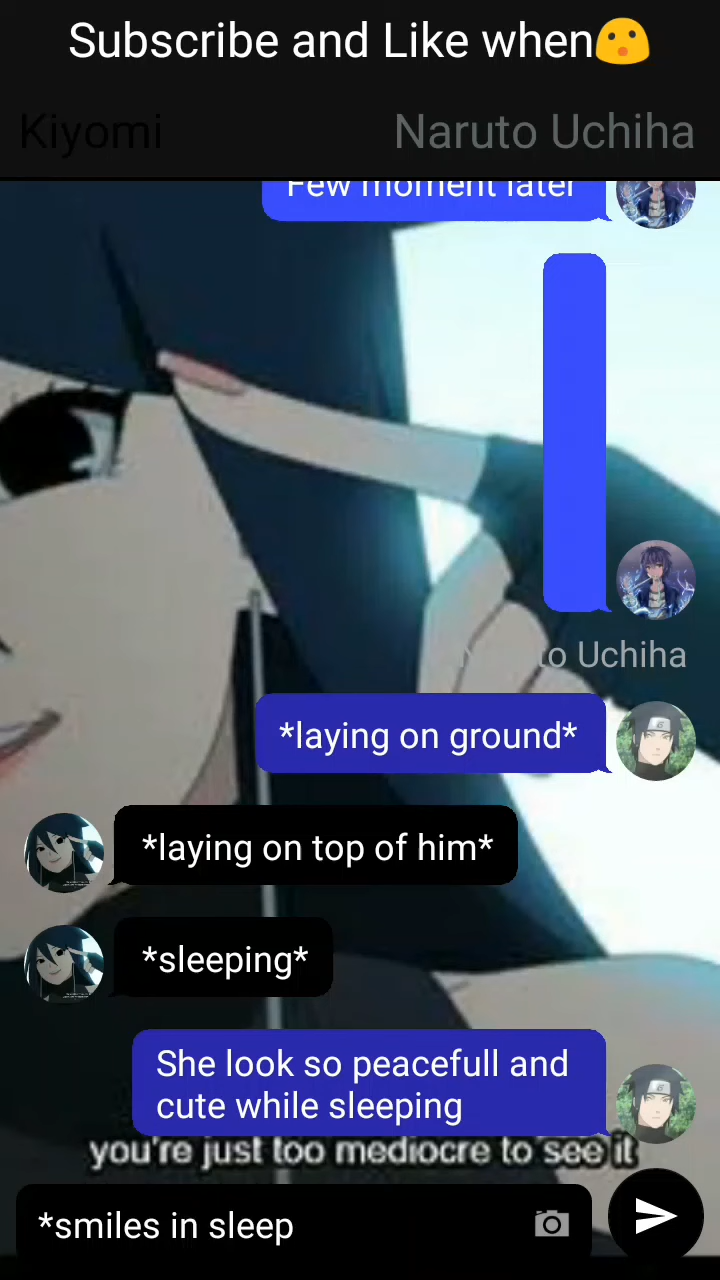 Subscribe and Like when😮
Kiyomi
Naruto Uchiha
Few moment later
to Uchiha
*laying on ground*
*laying on top of him*
*sleeping*
She look so peacefull and
cute while sleeping
you're just too mediocre to see it
*smiles in sleep